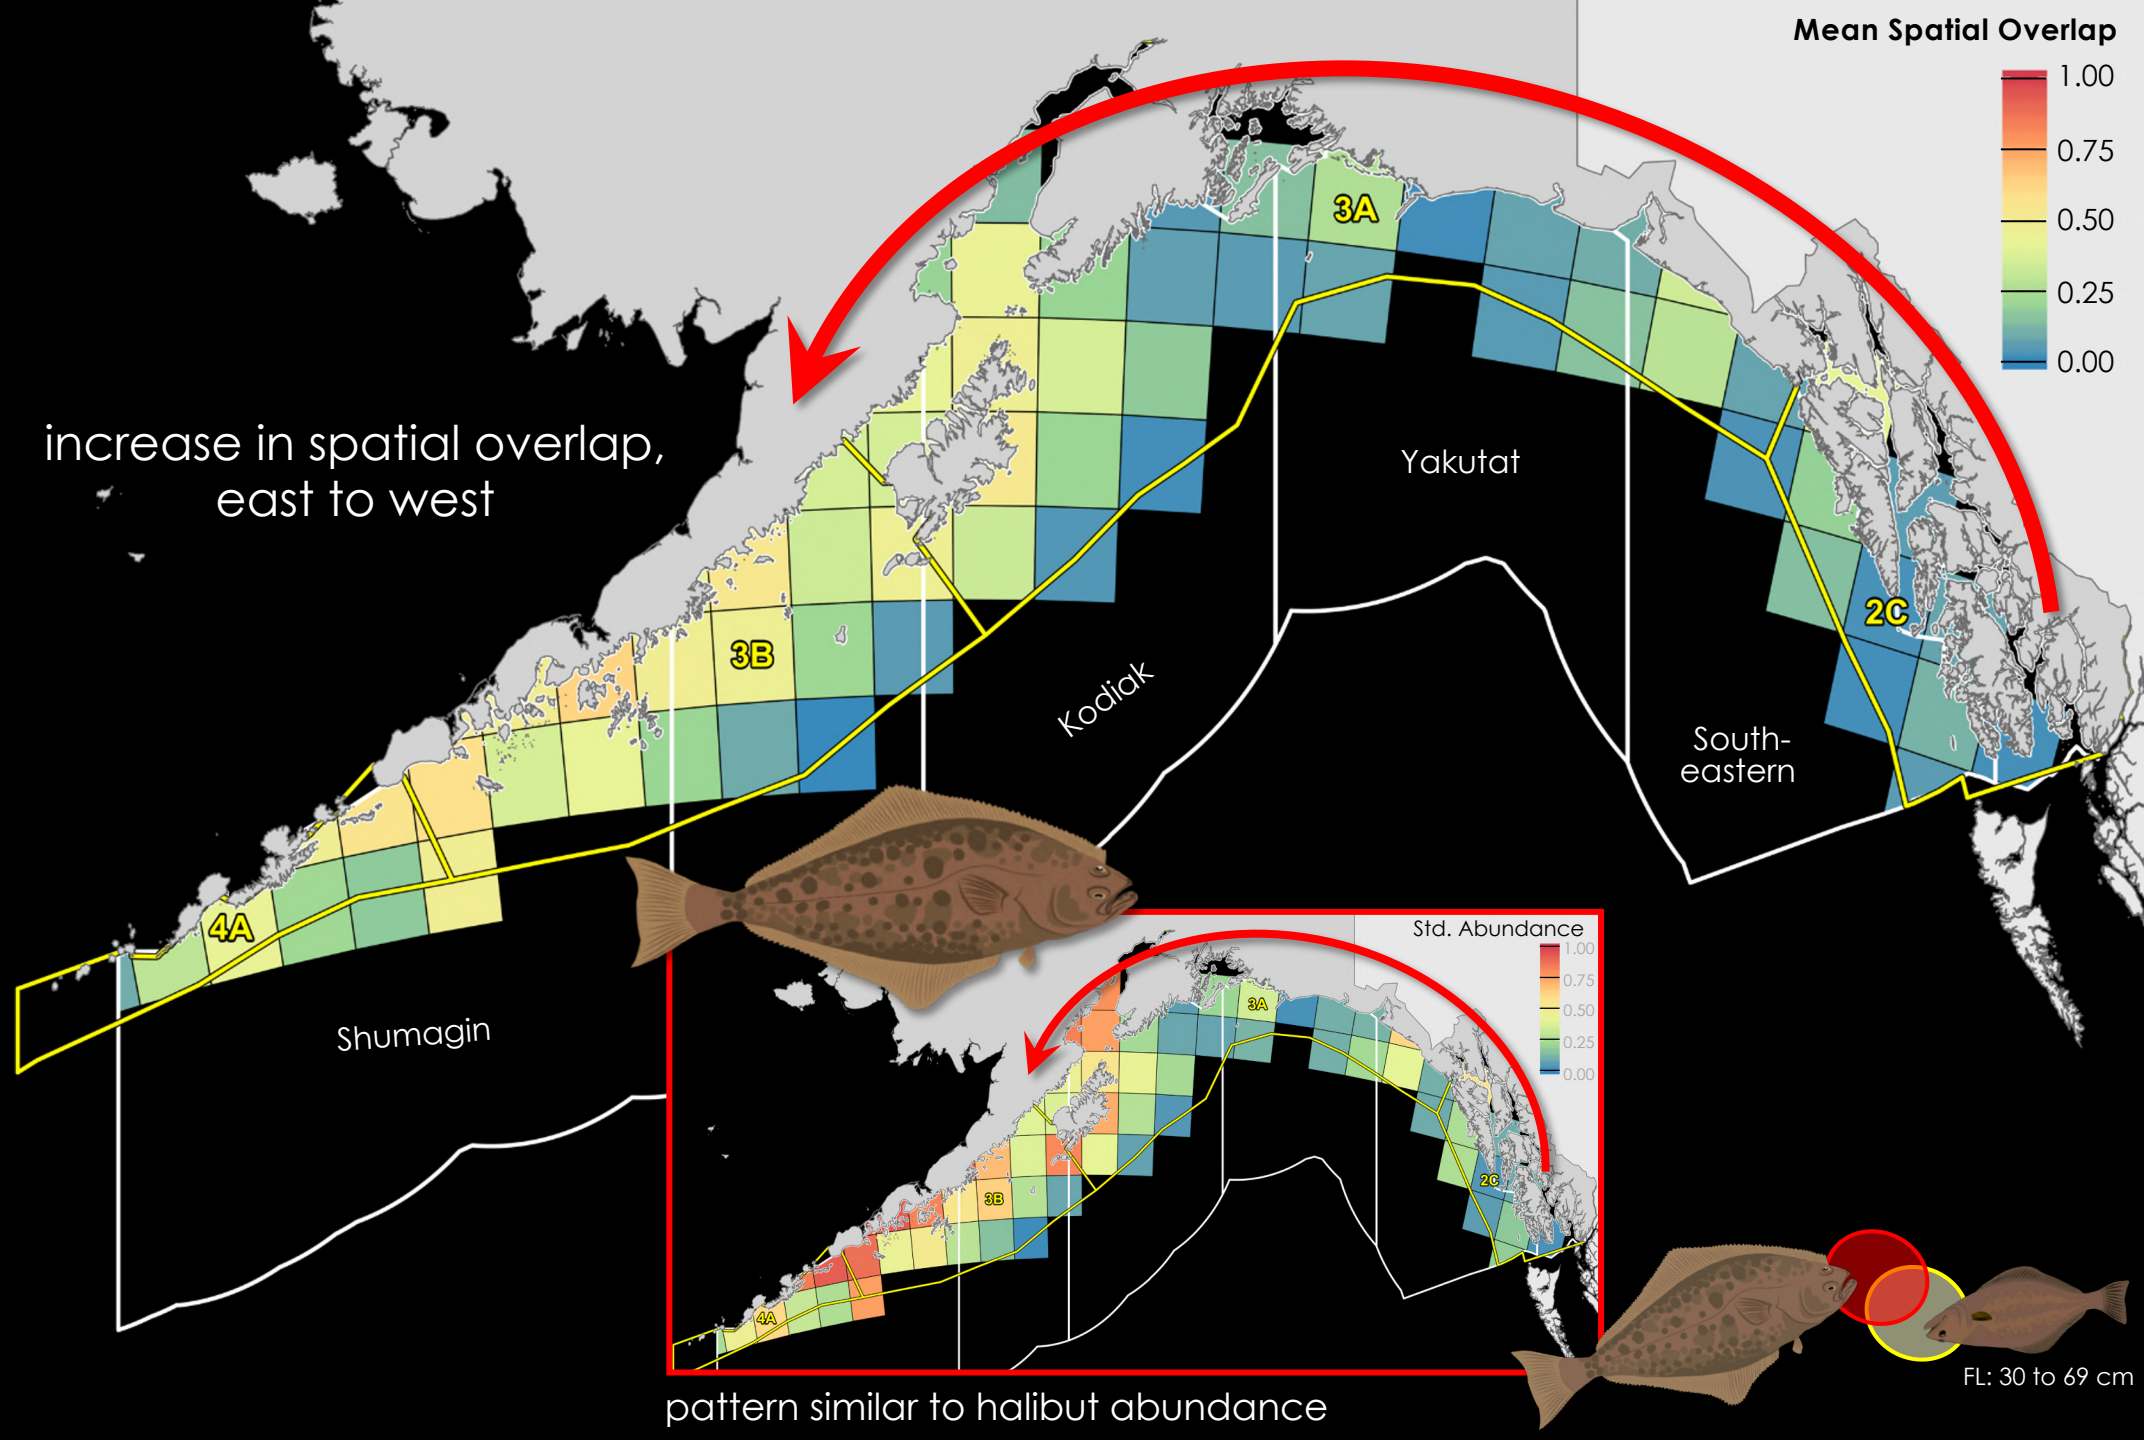 Mean Spatial Overlap
1.00
0.75
0.50
0.25
0.00
3A
increase in spatial overlap,
east to west
Yakutat
2C
3B
Kodiak
South-
eastern
4A
Shumagin
Std. Abundance
1.00
0.75
0.50
0.25
0.00
3A
2C
3B
4A
FL: 30 to 69 cm
pattern similar to halibut abundance